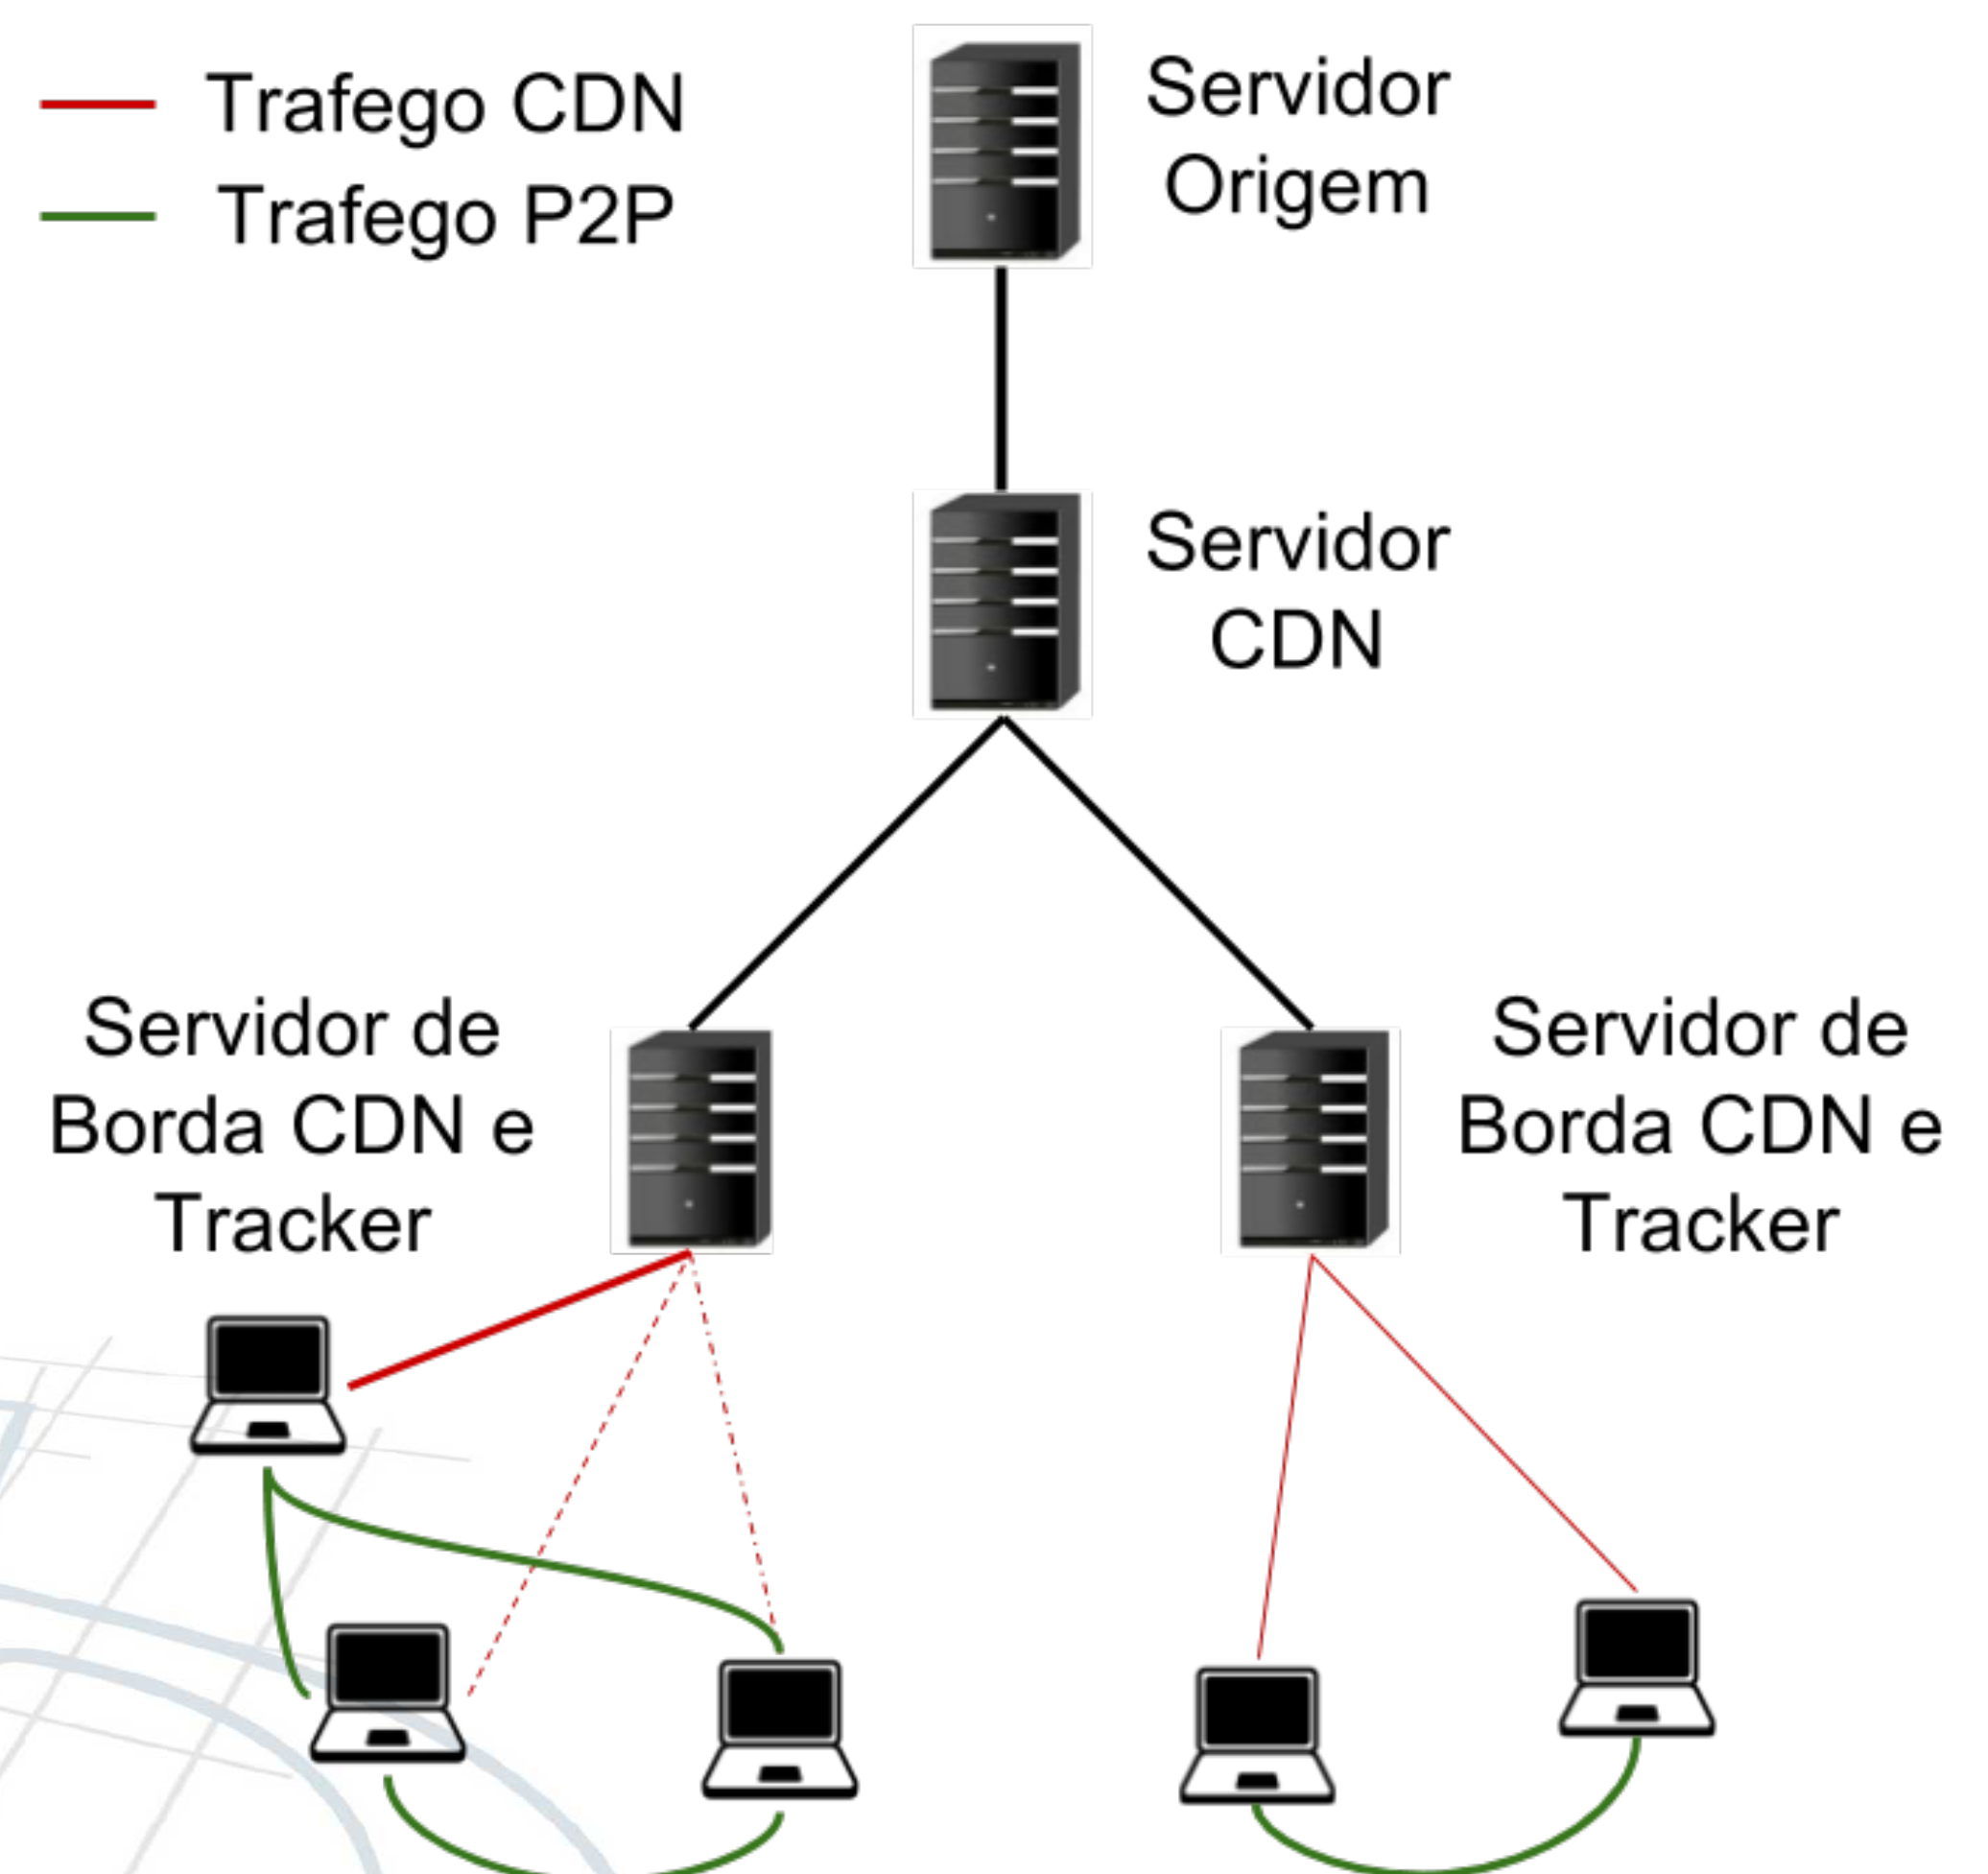 Trafego CDN
Trafego P2P
Servidor
Origem
Servidor
CDN
Servidor de
Borda CDN e
Tracker
Servidor de
Borda CDN e
Tracker